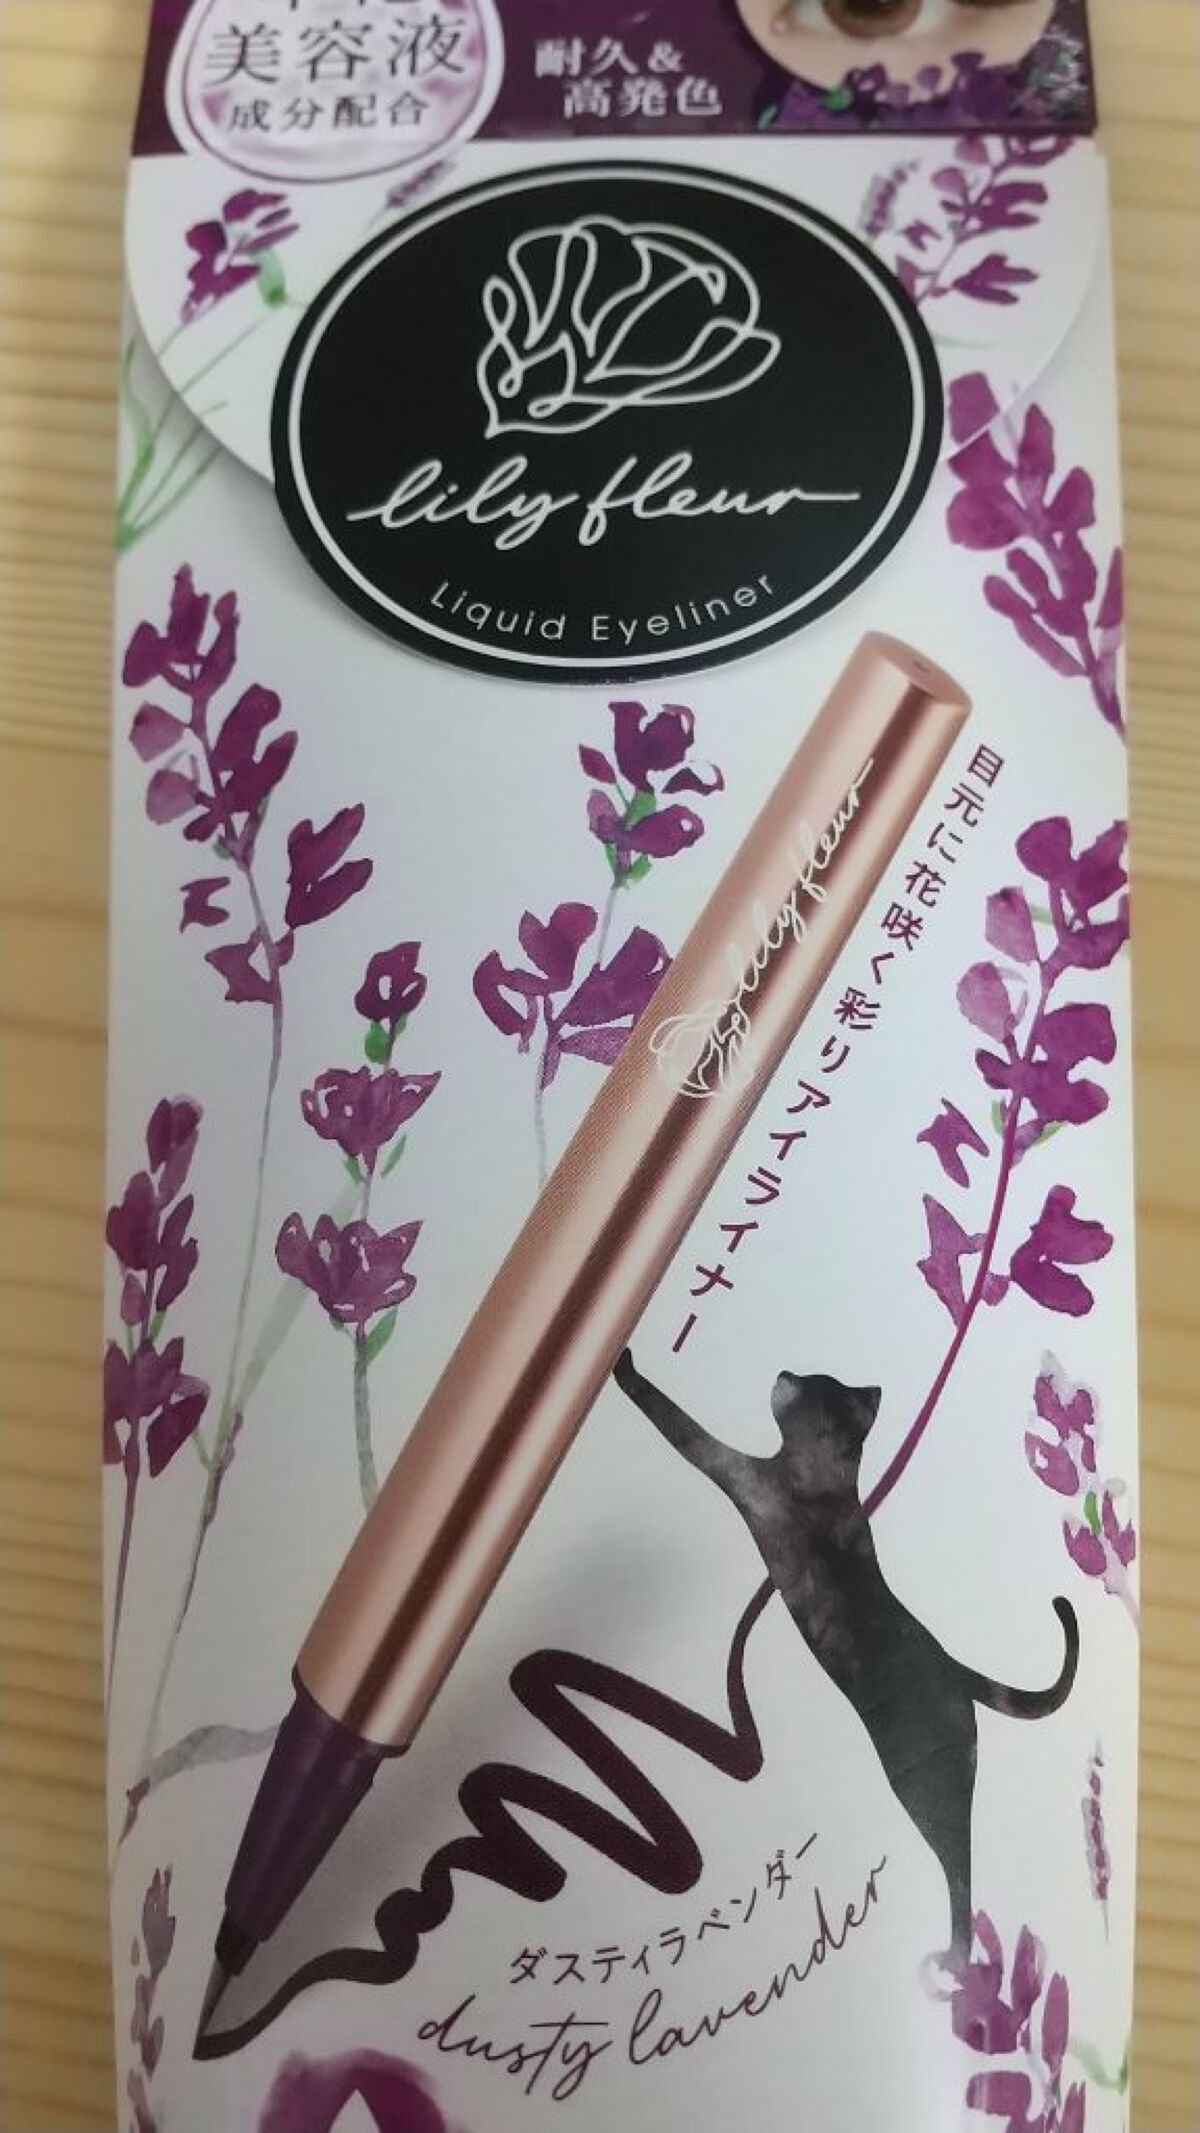 美容液
成分配合
耐久&
高発色
lily fleur
Liquid Eyeliner
lily fleur
目元に花咲く彩りアイライナー
ダスティラベンダー
dusty lavender